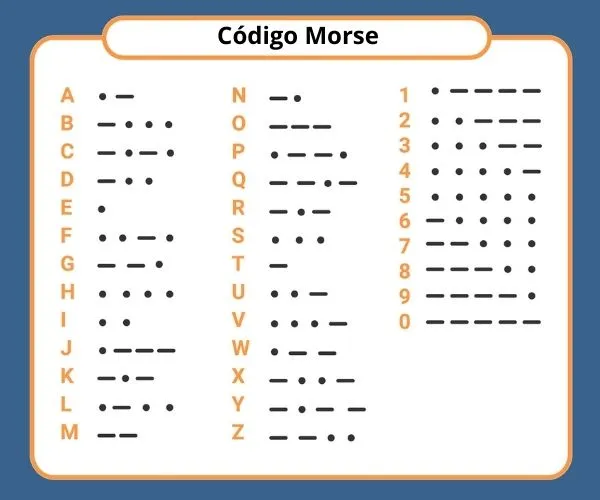 Código Morse
A • —
B — • • •
C — • — •
D — • •
E •
F • • — •
G — — •
H • • • •
I • •
J • — — —
K — • —
L • — • •
M — —
N — •
O — — —
P • — — •
Q — — • —
R — • —
S • • •
T —
U • • —
V • • • —
W • — —
X — • • —
Y — • — —
Z — — • •
1 • — — — —
2 • • — — —
3 • • • — —
4 • • • • —
5 • • • • •
6 — • • • •
7 — — • • •
8 — — — • •
9 — — — — •
0 — — — — —